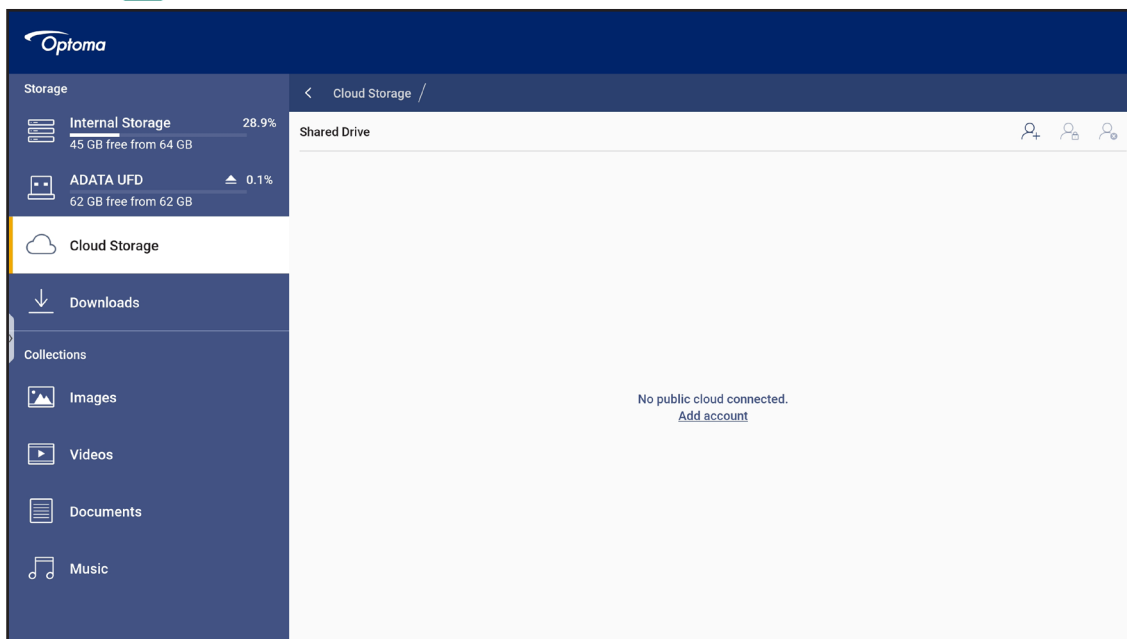 Optoma
Storage
Cloud Storage /
Internal Storage 28.9%
45 GB free from 64 GB
Shared Drive
ADATA UFD 0.1%
62 GB free from 62 GB
Cloud Storage
Downloads
Collections
Images
Videos
Documents
Music
No public cloud connected.
Add account